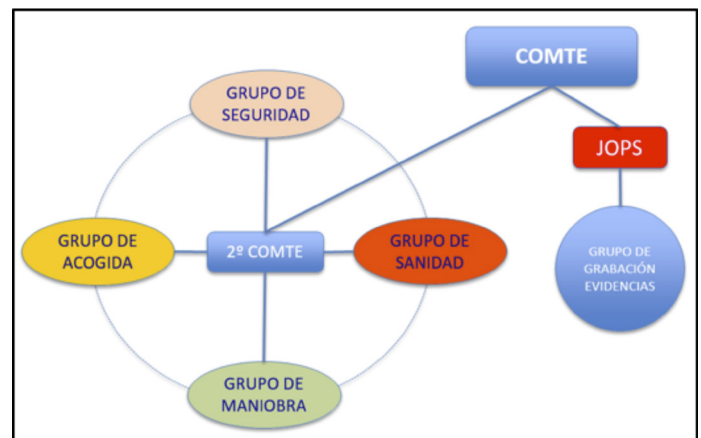 COMTE
GRUPO DE
SEGURIDAD
JOPS
GRUPO DE
ACOGIDA
2º COMTE
GRUPO DE
SANIDAD
GRUPO DE
GRABACIÓN
EVIDENCIAS
GRUPO DE
MANIOBRA